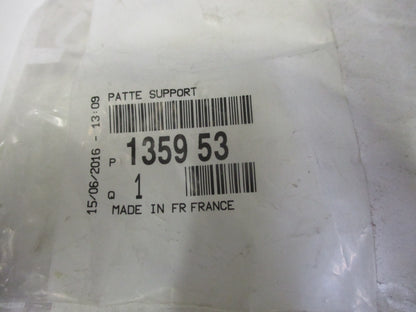 PATTE SUPPORT
15/06/2016 - 13:09
P 1359 53
Q 1
MADE IN FR FRANCE